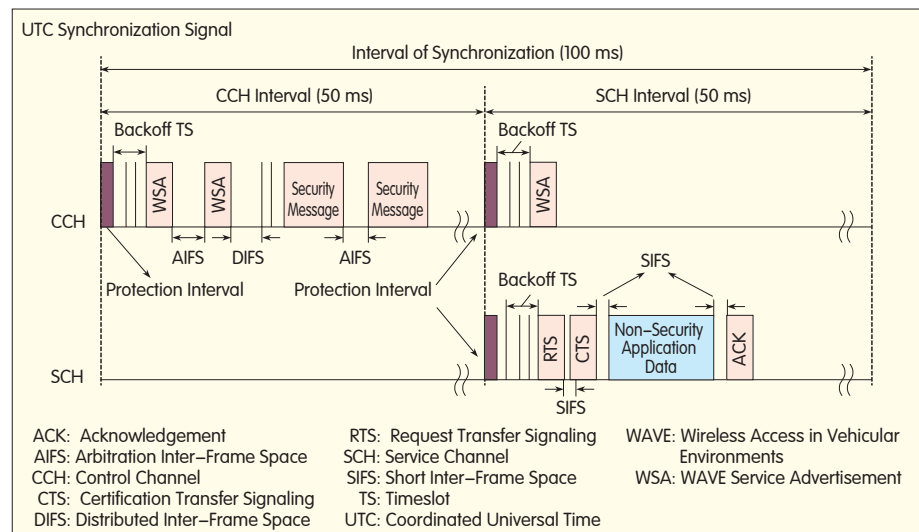 UTC Synchronization Signal
Interval of Synchronization (100 ms)
CCH Interval (50 ms)
SCH Interval (50 ms)
Backoff TS
Backoff TS
WSA
WSA
Security
Message
Security
Message
WSA
CCH
AIFS
DIFS
AIFS
SIFS
Protection Interval
Protection Interval
Backoff TS
RTS
CTS
Non–Security
Application
Data
ACK
SCH
SIFS
ACK: Acknowledgement
AIFS: Arbitration Inter–Frame Space
CCH: Control Channel
CTS: Certification Transfer Signaling
DIFS: Distributed Inter–Frame Space
RTS: Request Transfer Signaling
SCH: Service Channel
SIFS: Short Inter–Frame Space
TS: Timeslot
UTC: Coordinated Universal Time
WAVE: Wireless Access in Vehicular
Environments
WSA: WAVE Service Advertisement